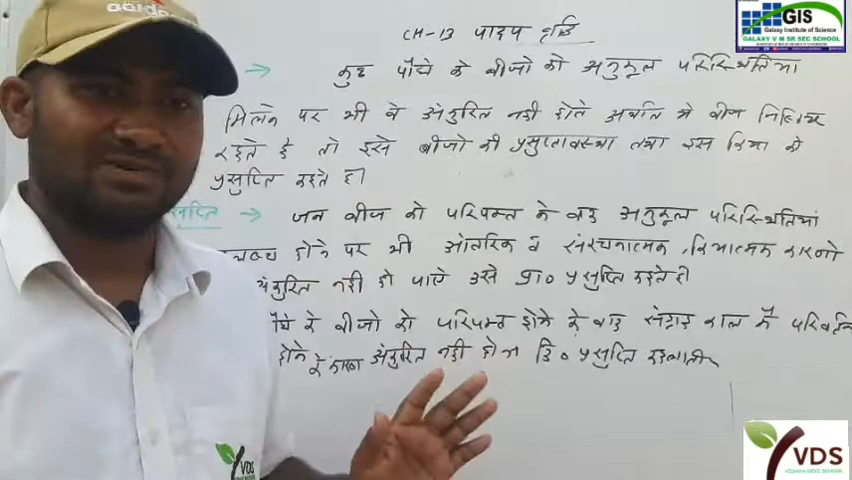 CH-13 पादप वृद्धि
कुछ पौधो के बीजो को अनुकूल परिस्थितिया
मिलने पर भी वे अंकुरित नही होते अर्थात ये बीज निष्क्रिय
रहते है तो इसे बीजो की प्रसुप्तावस्था तथा इस क्रिया को
प्रसुप्ति कहते है।
जब बीज को परिपक्व के बाद अनुकूल परिस्थितियां
होने पर भी आंतरिक व संरचनात्मक, क्रियात्मक कारणो
अंकुरित नही हो पाऐ उसे प्रा० प्रसुप्ति कहते है।
के बीजो को परिपक्व होने के बाद संग्रह काल मे परिवर्तन
होने के कारण अंकुरित नही होना द्वि० प्रसुप्ति कहलाती
GIS
GALAXY Institute of Science
GALAXY V M SR SEC SCHOOL
VDS
VDS